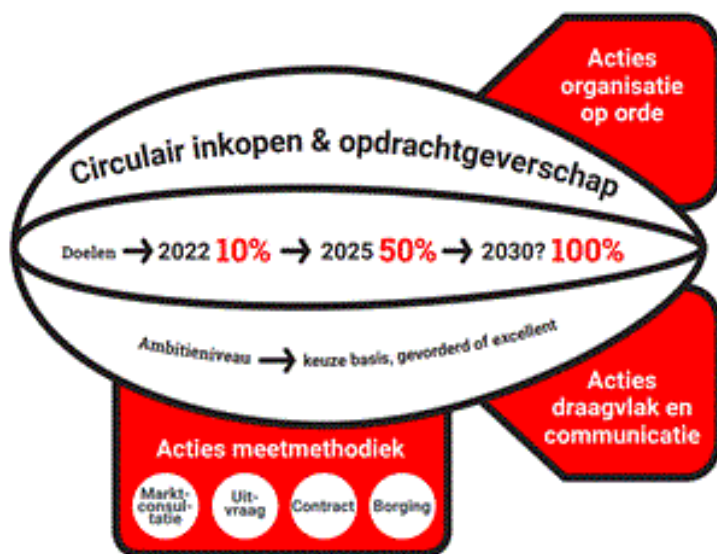 Acties
organisatie
op orde
Circulair inkopen & opdrachtgeverschap
Doelen → 2022 10% → 2025 50% → 2030? 100%
Ambitieniveau → keuze basis, gevorderd of excellent
Acties
draagvlak en
communicatie
Acties meetmethodiek
Markt-
consul-
tatie
Uit-
vraag
Contract
Borging